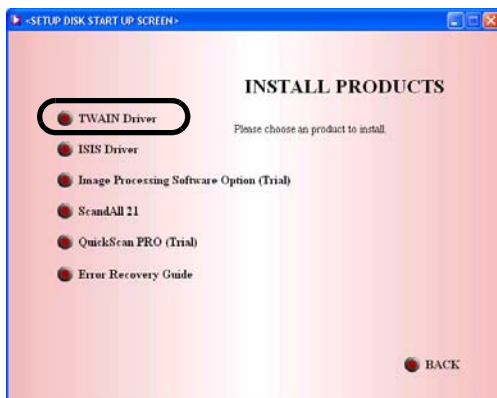 <SETUP DISK START UP SCREEN>
INSTALL PRODUCTS
Please choose an product to install.
TWAIN Driver
ISIS Driver
Image Processing Software Option (Trial)
ScandAll 21
QuickScan PRO (Trial)
Error Recovery Guide
BACK